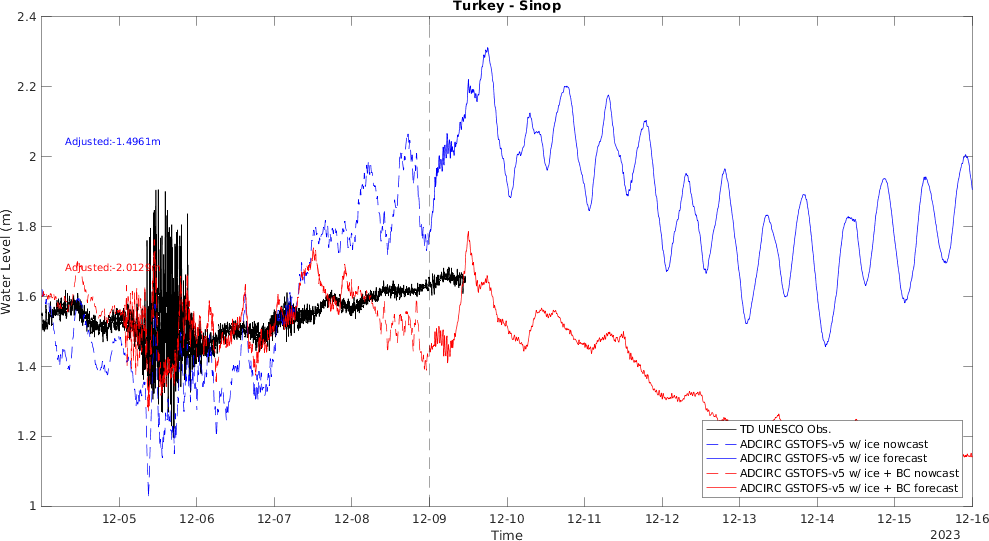 Turkey - Sinop
2.4
2.2
2
1.8
1.6
1.4
1.2
1
Water Level (m)
Adjusted:-1.4961m
Adjusted:-2.0125m
12-05
12-06
12-07
12-08
12-09
12-10
12-11
12-12
12-13
12-14
12-15
12-16
Time
2023
TD UNESCO Obs.
ADCIRC GSTOFS-v5 w/ ice nowcast
ADCIRC GSTOFS-v5 w/ ice forecast
ADCIRC GSTOFS-v5 w/ ice + BC nowcast
ADCIRC GSTOFS-v5 w/ ice + BC forecast